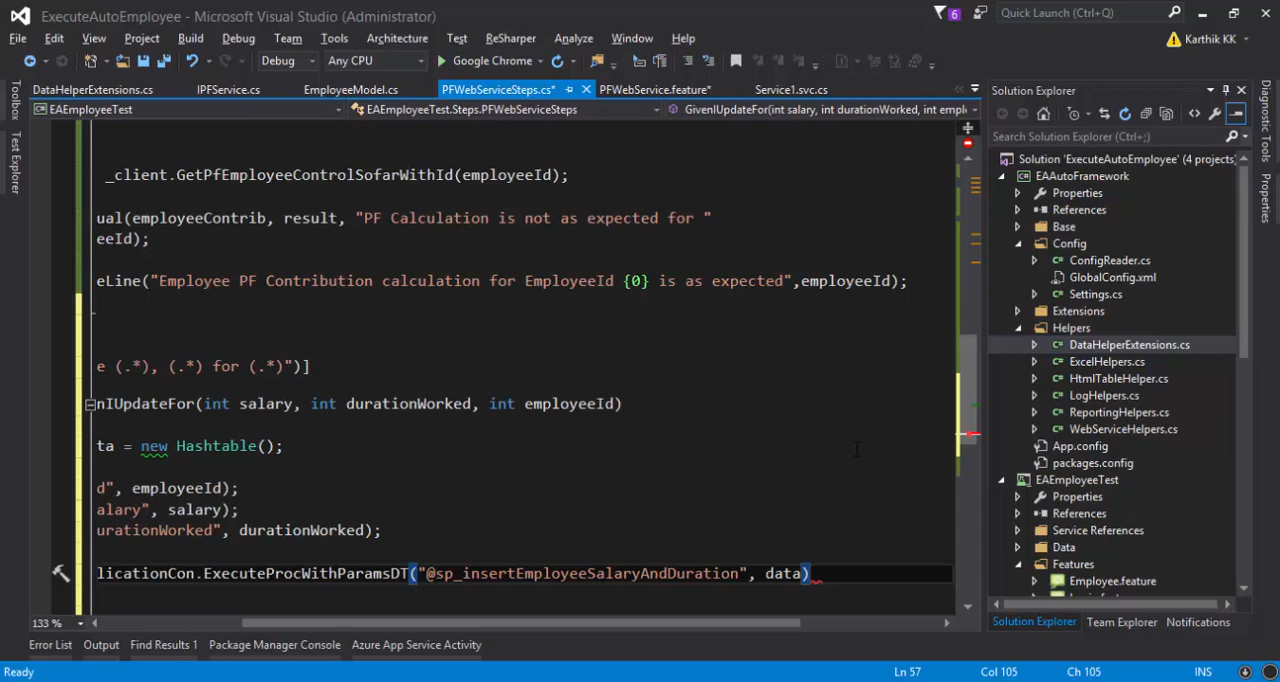 ExecuteAutoEmployee - Microsoft Visual Studio (Administrator)
6
Quick Launch (Ctrl+Q)
File Edit View Project Build Debug Team Tools Architecture Test ReSharper Analyze Window Help
Karthik KK
Debug Any CPU Google Chrome
DataHelperExtensions.cs IPFService.cs EmployeeModel.cs PFWebServiceSteps.cs* PFWebService.feature* Service1.svc.cs
EAEmployeeTest EAEmployeeTest.Steps.PFWebServiceSteps GivenIUpdateFor(int salary, int durationWorked, int empl
_client.GetPfEmployeeControlSofarWithId(employeeId);
ual(employeeContrib, result, "PF Calculation is not as expected for "
eeId);
eLine("Employee PF Contribution calculation for EmployeeId {0} is as expected",employeeId);
e (.*), (.*) for (.*)")]
nIUpdateFor(int salary, int durationWorked, int employeeId)
ta = new Hashtable();
d", employeeId);
alary", salary);
urationWorked", durationWorked);
licationCon.ExecuteProcWithParamsDT("@sp_insertEmployeeSalaryAndDuration", data)
133 %
Error List Output Find Results 1 Package Manager Console Azure App Service Activity
Ready Ln 57 Col 105 Ch 105 INS
Toolbox
Test Explorer
Solution Explorer
Search Solution Explorer (Ctrl+;)
Solution 'ExecuteAutoEmployee' (4 projects)
EAAutoFramework
Properties
References
Base
Config
ConfigReader.cs
GlobalConfig.xml
Settings.cs
Extensions
Helpers
DataHelperExtensions.cs
ExcelHelpers.cs
HtmlTableHelper.cs
LogHelpers.cs
ReportingHelpers.cs
WebServiceHelpers.cs
App.config
packages.config
EAEmployeeTest
Properties
References
Service References
Data
Features
Employee.feature
Solution Explorer Team Explorer Notifications
Diagnostic Tools
Properties